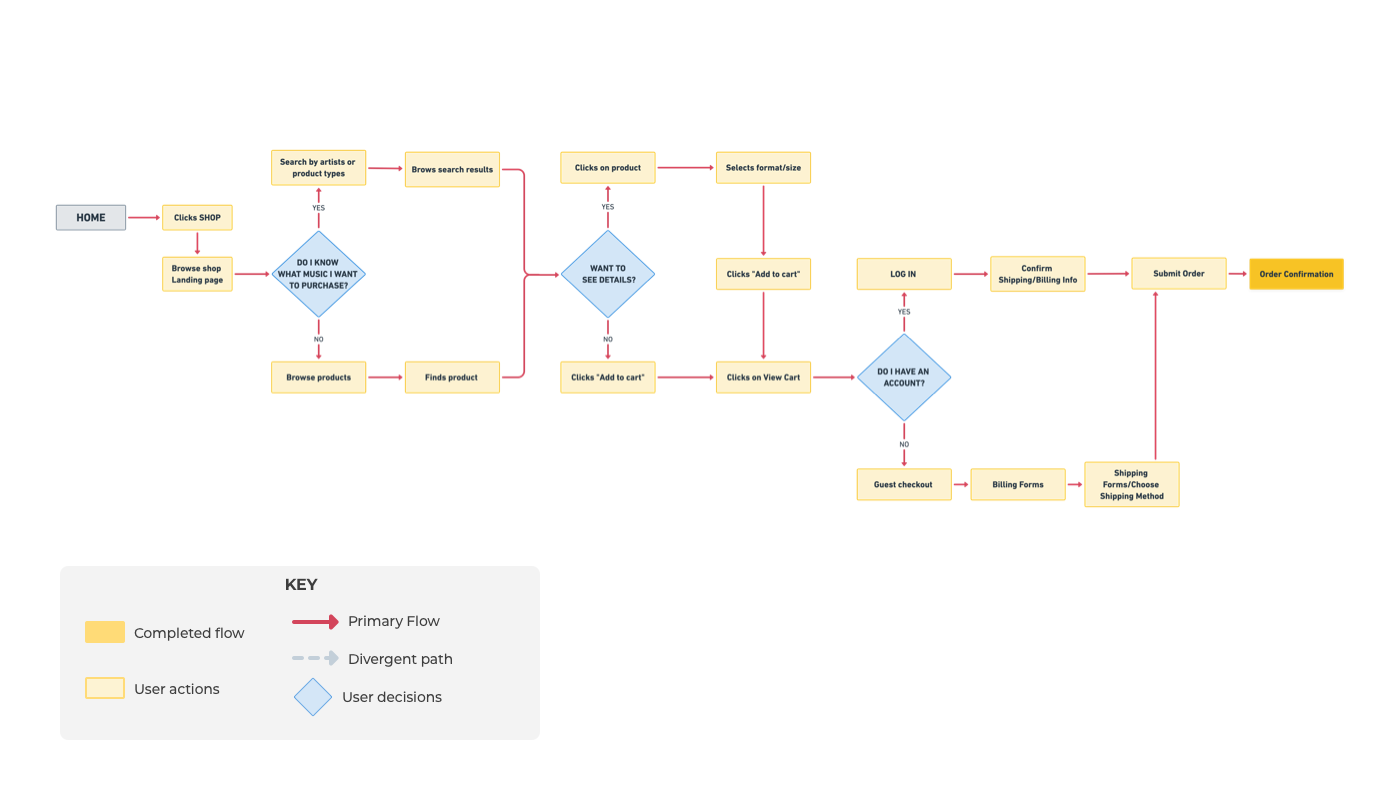 HOME
Clicks SHOP
Browse shop
Landing page
Search by artists or
product types
Brows search results
YES
DO I KNOW
WHAT MUSIC I WANT
TO PURCHASE?
NO
Browse products
Finds product
Clicks on product
Selects format/size
YES
WANT TO
SEE DETAILS?
NO
Clicks "Add to cart"
Clicks "Add to cart"
Clicks on View Cart
LOG IN
Confirm
Shipping/Billing Info
Submit Order
Order Confirmation
YES
DO I HAVE AN
ACCOUNT?
NO
Guest checkout
Billing Forms
Shipping
Forms/Choose
Shipping Method
KEY
Completed flow
User actions
Primary Flow
Divergent path
User decisions